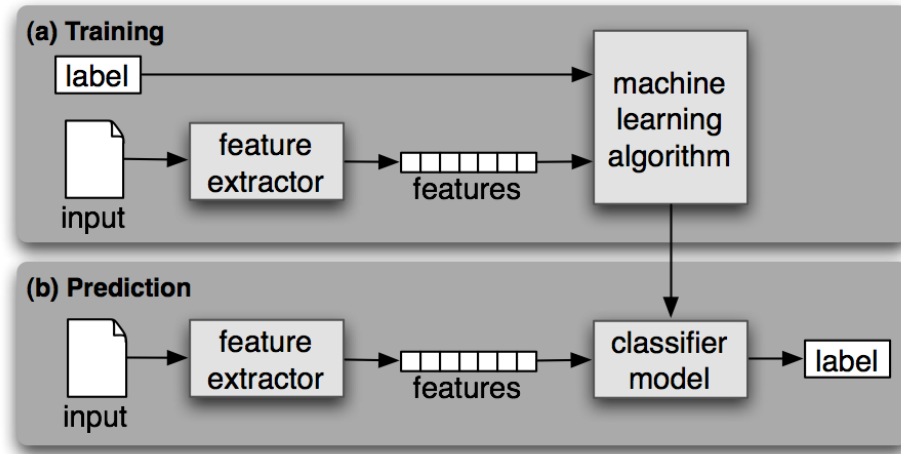 (a) Training
label
machine
learning
algorithm
feature
extractor
features
input
(b) Prediction
feature
extractor
features
input
classifier
model
label